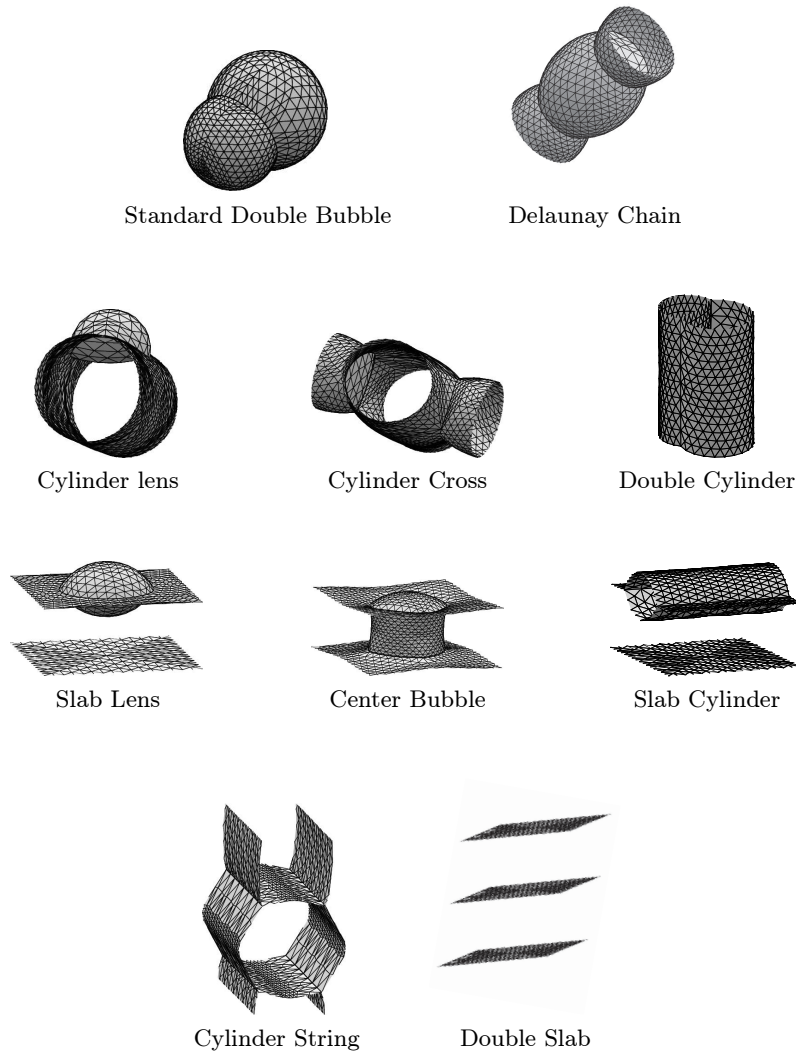 Standard Double Bubble Delaunay Chain
Cylinder lens Cylinder Cross Double Cylinder
Slab Lens Center Bubble Slab Cylinder
Cylinder String Double Slab